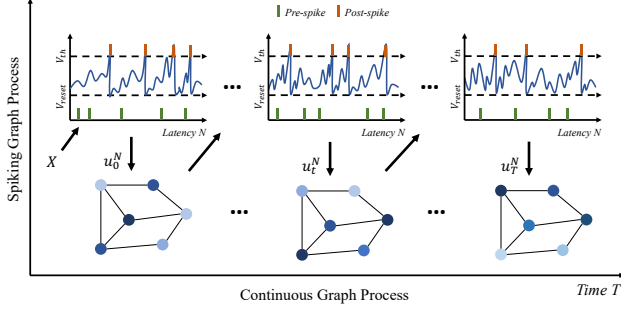 Pre-spike Post-spike
Spiking Graph Process
V_th
V_reset
Latency N
V_th
V_reset
Latency N
V_th
V_reset
Latency N
X
u_0^N
u_t^N
u_T^N
...
...
...
...
Continuous Graph Process
Time T